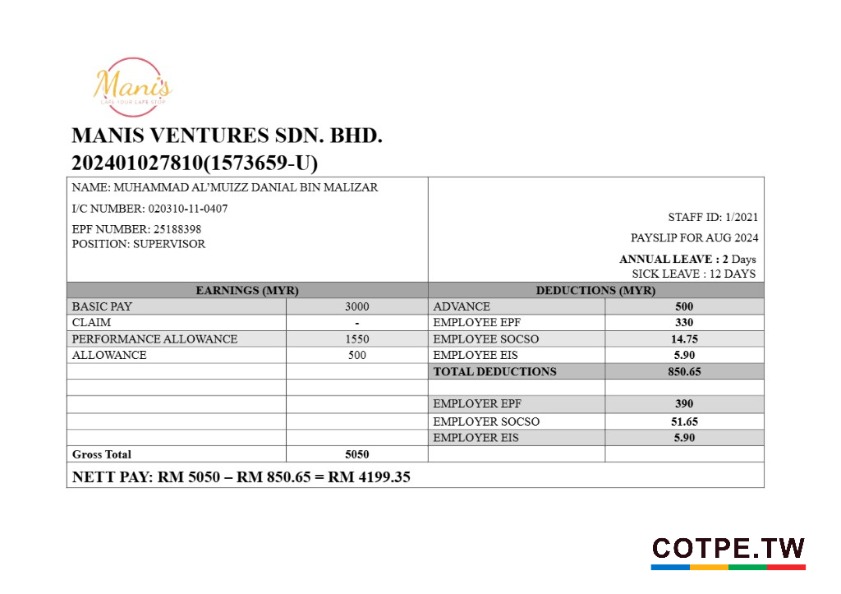 Manis
MANIS VENTURES SDN. BHD.
202401027810(1573659-U)
NAME: MUHAMMAD AL'MUIZZ DANIAL BIN MALIZAR
I/C NUMBER: 020310-11-0407
EPF NUMBER: 25188398
POSITION: SUPERVISOR
STAFF ID: 1/2021
PAYSLIP FOR AUG 2024
ANNUAL LEAVE : 2 Days
SICK LEAVE : 12 DAYS
EARNINGS (MYR) DEDUCTIONS (MYR)
BASIC PAY 3000 ADVANCE 500
CLAIM - EMPLOYEE EPF 330
PERFORMANCE ALLOWANCE 1550 EMPLOYEE SOCSO 14.75
ALLOWANCE 500 EMPLOYEE EIS 5.90
TOTAL DEDUCTIONS 850.65
EMPLOYER EPF 390
EMPLOYER SOCSO 51.65
EMPLOYER EIS 5.90
Gross Total 5050
NETT PAY: RM 5050 – RM 850.65 = RM 4199.35
COTPE.TW